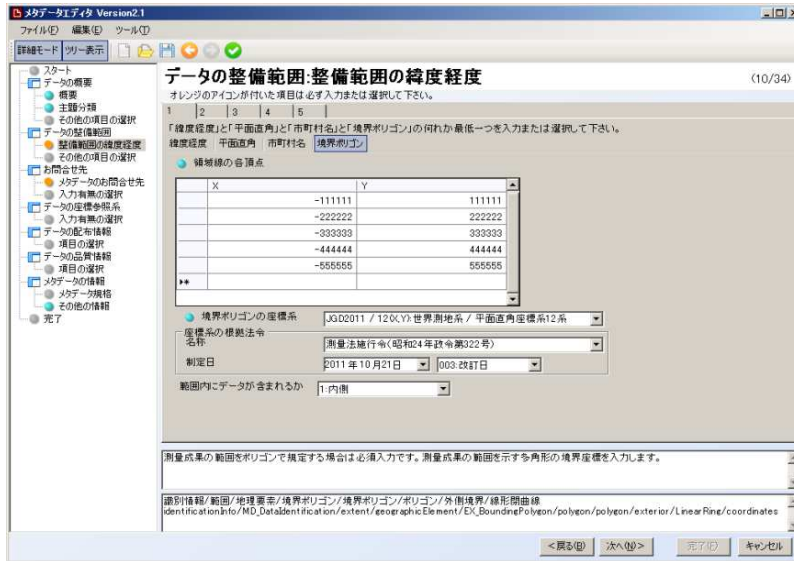 メタデータエディタ Version2.1
ファイル(F) 編集(E) ツール(T)
詳細モード ツリー表示
スタート
データの概要
概要
主題分類
その他の項目の選択
データの整備範囲
整備範囲の緯度経度
その他の項目の選択
お問合せ先
メタデータのお問合せ先
入力有無の選択
データの座標参照系
入力有無の選択
データの配布情報
項目の選択
データの品質情報
項目の選択
メタデータの情報
メタデータ規格
その他の情報
完了
データの整備範囲:整備範囲の緯度経度 (10/34)
オレンジのアイコンが付いた項目は必ず入力または選択して下さい。
1 2 3 4 5
「緯度経度」と「平面直角」と「市町村名」と「境界ポリゴン」の何れか最低一つを入力または選択して下さい。
緯度経度 平面直角 市町村名 境界ポリゴン
領域線の各頂点
X Y
-111111 111111
-222222 222222
-333333 333333
-444444 444444
-555555 555555
境界ポリゴンの座標系 JGD2011 / 12(X,Y):世界測地系 / 平面直角座標系12系
座標系の根拠法令
名称 測量法施行令(昭和24年政令第322号)
制定日 2011年10月21日 003:改訂日
範囲内にデータが含まれるか 1:内側
測量成果の範囲をポリゴンで規定する場合は必須入力です。測量成果の範囲を示す多角形の境界座標を入力します。
識別情報/範囲/地理要素/境界ポリゴン/境界ポリゴン/ポリゴン/外側境界/線形閉曲線
identificationInfo/MD_DataIdentification/extent/geographicElement/EX_BoundingPolygon/polygon/polygon/exterior/LinearRing/coordinates
<戻る(B) 次へ(N)> 完了(F) キャンセル